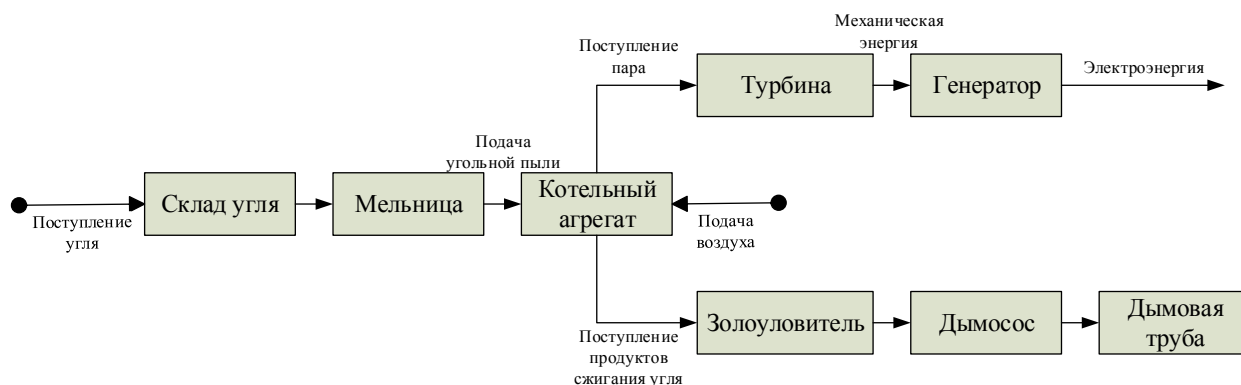 Механическая
энергия
Поступление
пара
Турбина
Генератор
Электроэнергия
Подача
угольной пыли
Поступление
угля
Склад угля
Мельница
Котельный
агрегат
Подача
воздуха
Поступление
продуктов
сжигания угля
Золоуловитель
Дымосос
Дымовая
труба